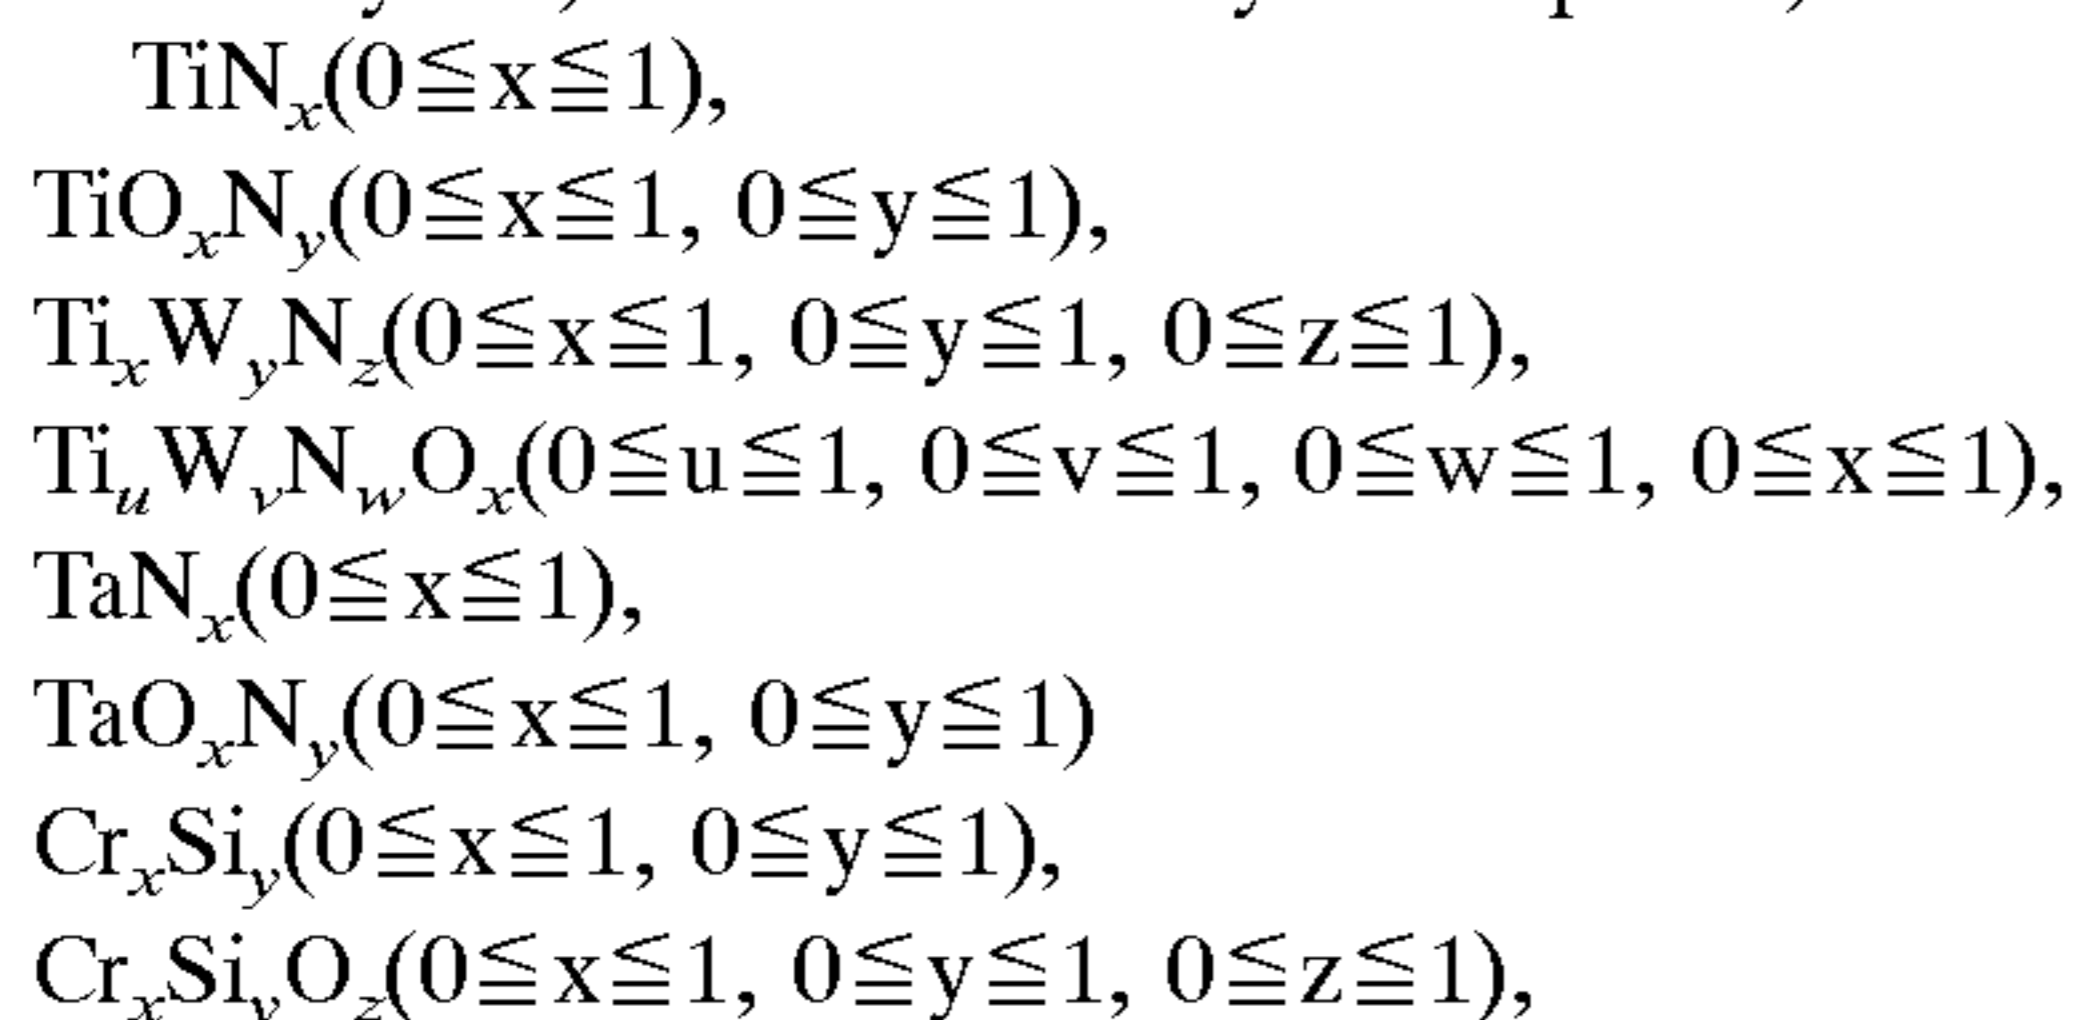 TiNx(0≦x≦1),
TiOxNy(0≦x≦1, 0≦y≦1),
TixWyNz(0≦x≦1, 0≦y≦1, 0≦z≦1),
TiuWvNwOx(0≦u≦1, 0≦v≦1, 0≦w≦1, 0≦x≦1),
TaNx(0≦x≦1),
TaOxNy(0≦x≦1, 0≦y≦1)
CrxSiy(0≦x≦1, 0≦y≦1),
CrxSiyOz(0≦x≦1, 0≦y≦1, 0≦z≦1),